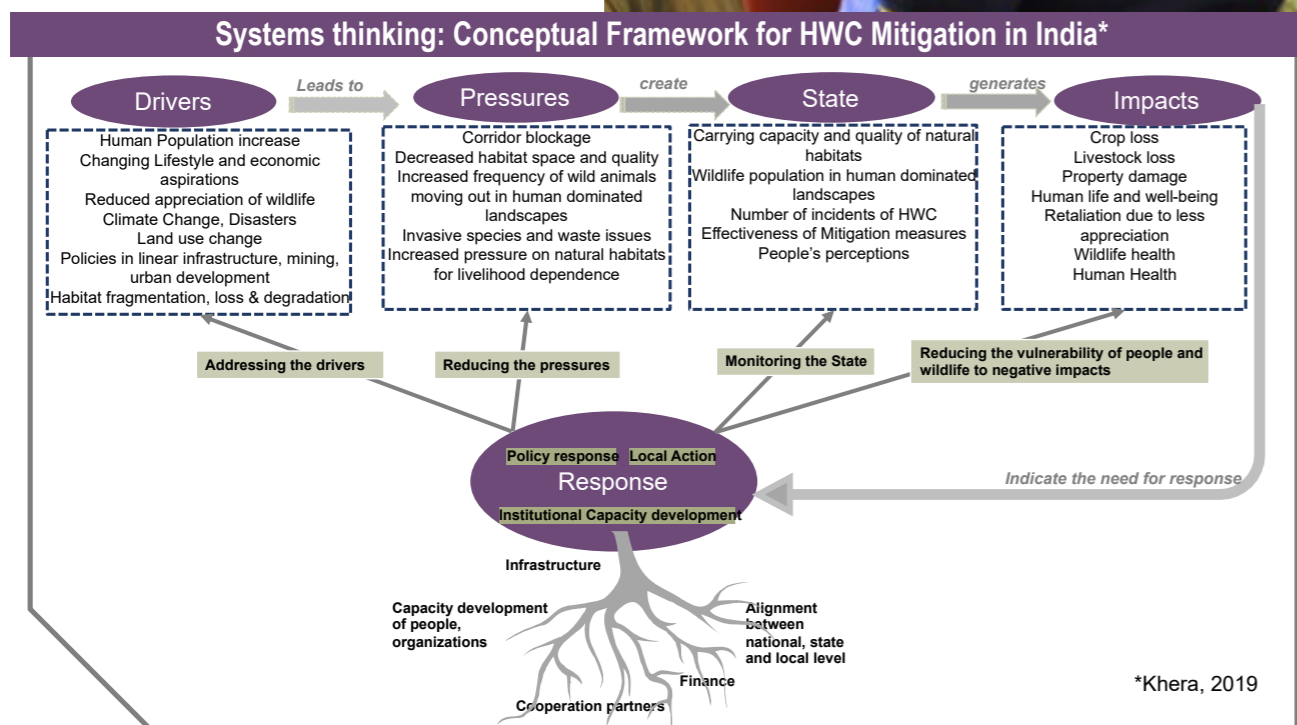 Systems thinking: Conceptual Framework for HWC Mitigation in India*
Drivers
Leads to
Pressures
create
State
generates
Impacts
Human Population increase
Changing Lifestyle and economic
aspirations
Reduced appreciation of wildlife
Climate Change, Disasters
Land use change
Policies in linear infrastructure, mining,
urban development
Habitat fragmentation, loss & degradation
Corridor blockage
Decreased habitat space and quality
Increased frequency of wild animals
moving out in human dominated
landscapes
Invasive species and waste issues
Increased pressure on natural habitats
for livelihood dependence
Carrying capacity and quality of natural
habitats
Wildlife population in human dominated
landscapes
Number of incidents of HWC
Effectiveness of Mitigation measures
People's perceptions
Crop loss
Livestock loss
Property damage
Human life and well-being
Retaliation due to less
appreciation
Wildlife health
Human Health
Addressing the drivers
Reducing the pressures
Monitoring the State
Reducing the vulnerability of people and
wildlife to negative impacts
Policy response
Local Action
Response
Institutional Capacity development
Indicate the need for response
Infrastructure
Capacity development
of people,
organizations
Alignment
between
national, state
and local level
Finance
Cooperation partners
*Khera, 2019